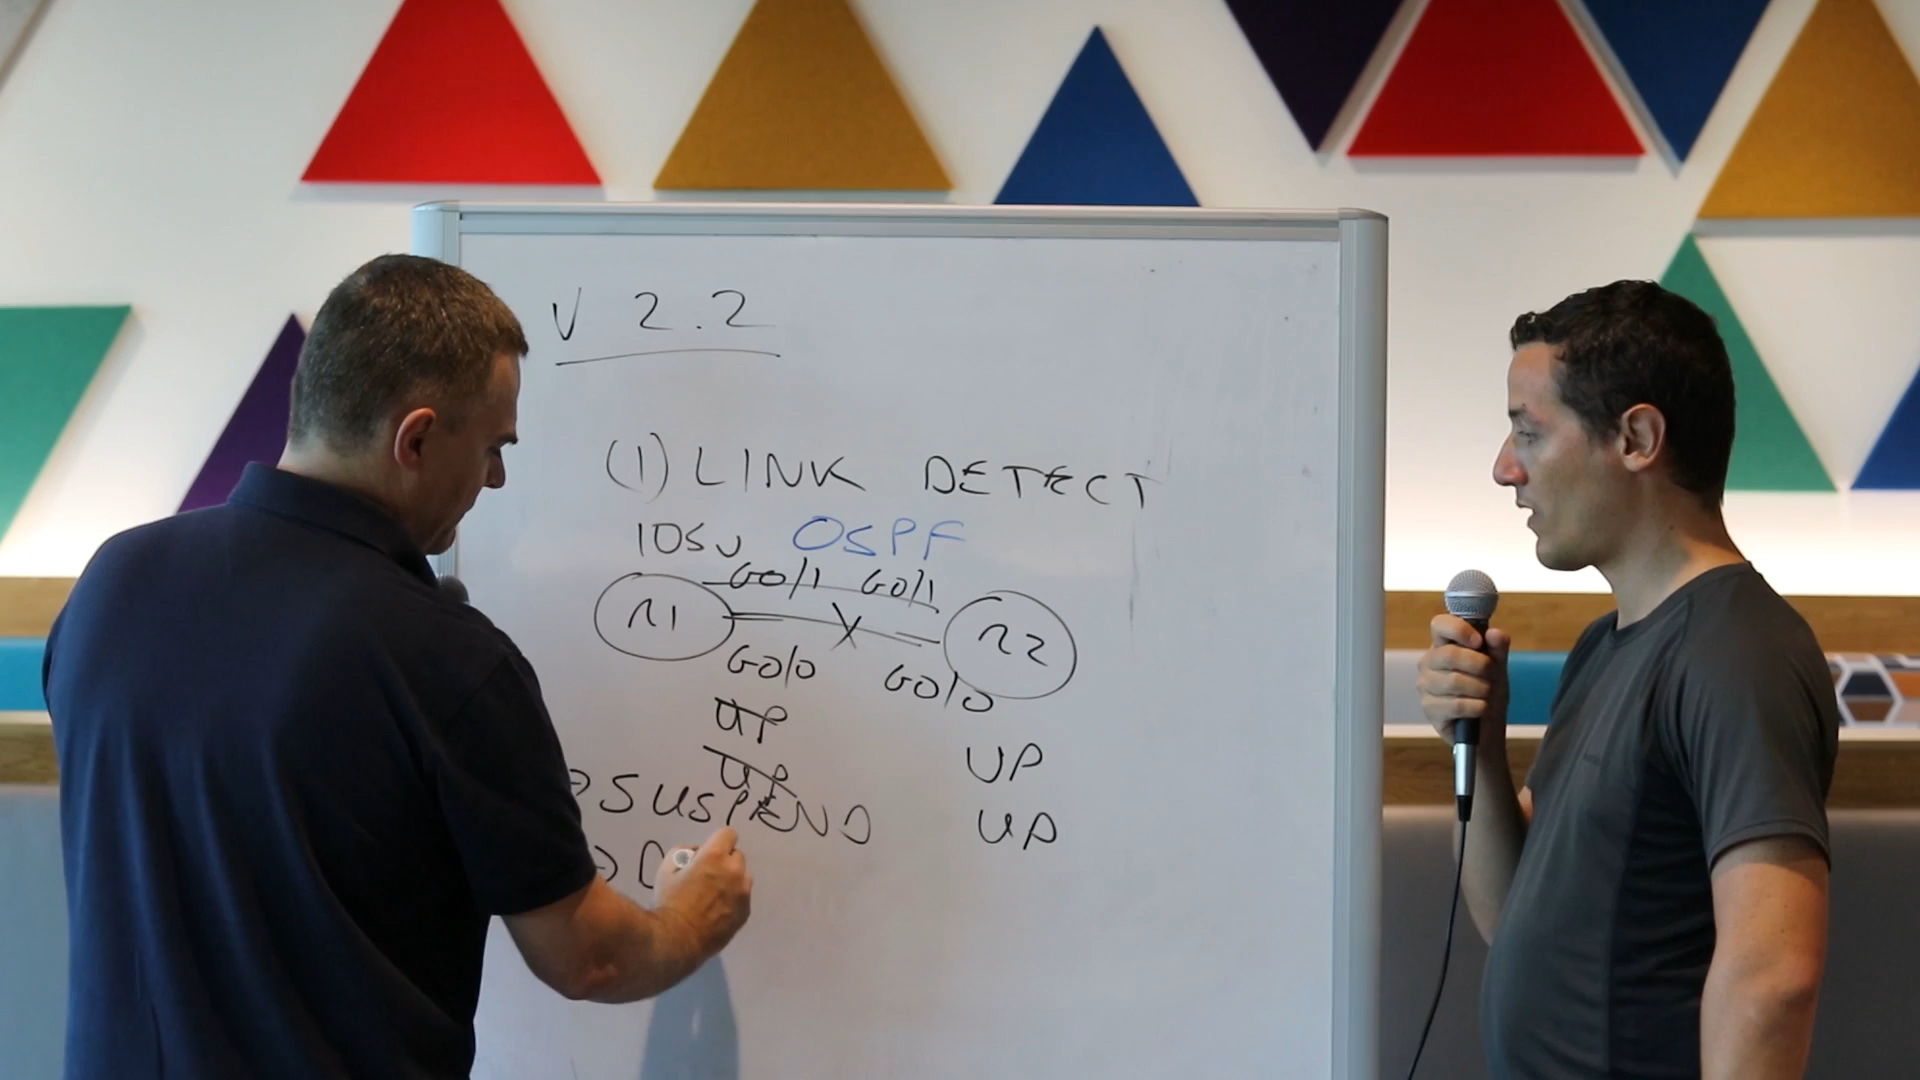 V 2.2
(1) LINK DETECT
IOSv OSPF
G0/1 G0/1
R1 X R2
G0/0 G0/0
UP
UP
UP
→ SUSPEND UP
→